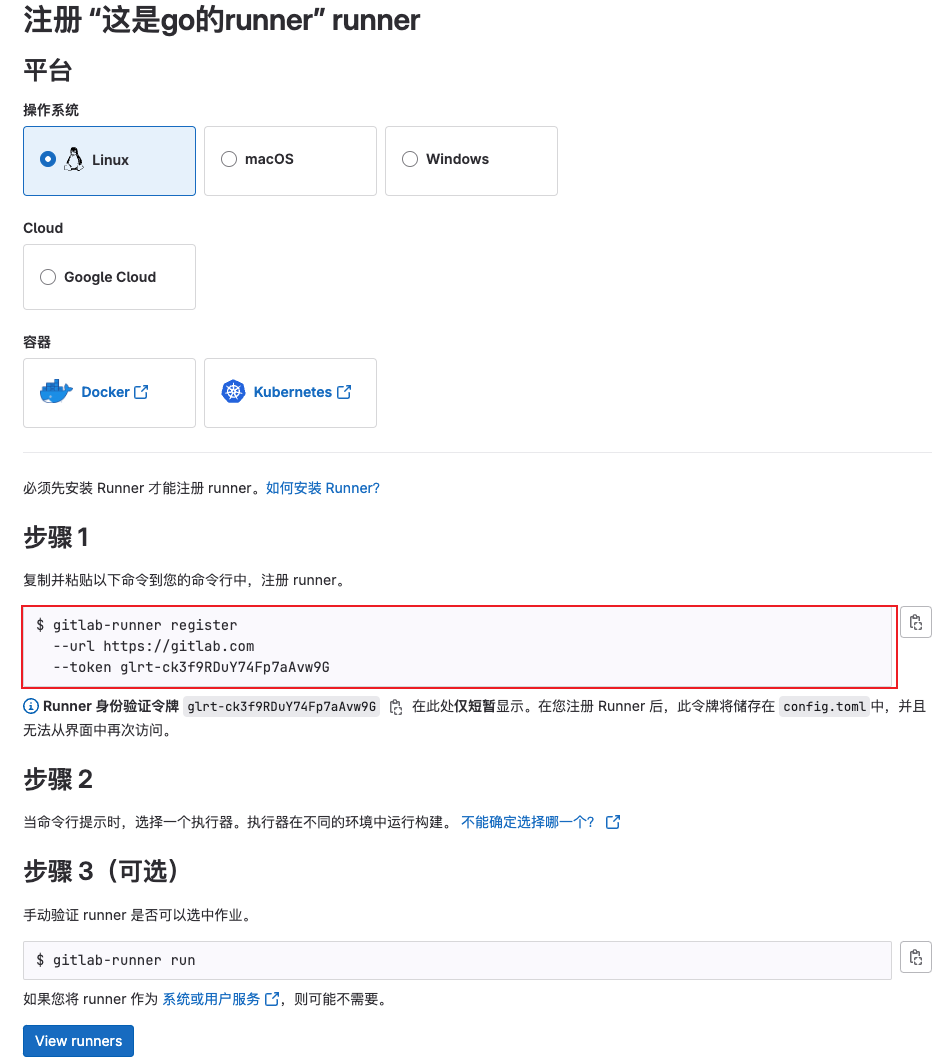 注册 “这是go的runner” runner
平台
操作系统
Linux
macOS
Windows
Cloud
Google Cloud
容器
Docker
Kubernetes
必须先安装 Runner 才能注册 runner。如何安装 Runner?
步骤 1
复制并粘贴以下命令到您的命令行中，注册 runner。
$ gitlab-runner register
--url https://gitlab.com
--token glrt-ck3f9RDuY74Fp7aAvw9G
Runner 身份验证令牌 glrt-ck3f9RDuY74Fp7aAvw9G 在此处仅短暂显示。在您注册 Runner 后，此令牌将储存在 config.toml 中，并且
无法从界面中再次访问。
步骤 2
当命令行提示时，选择一个执行器。执行器在不同的环境中运行构建。 不能确定选择哪一个?
步骤 3（可选）
手动验证 runner 是否可以选中作业。
$ gitlab-runner run
如果您将 runner 作为 系统或用户服务，则可能不需要。
View runners